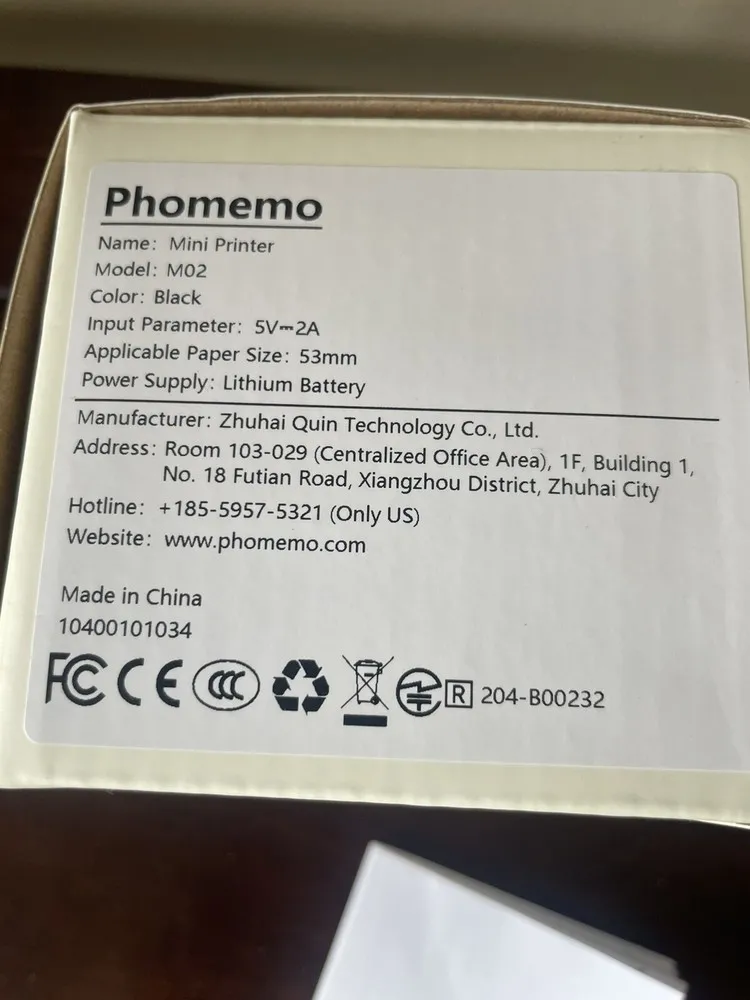 Phomemo
Name: Mini Printer
Model: M02
Color: Black
Input Parameter: 5V⎓2A
Applicable Paper Size: 53mm
Power Supply: Lithium Battery
Manufacturer: Zhuhai Quin Technology Co., Ltd.
Address: Room 103-029 (Centralized Office Area), 1F, Building 1,
No. 18 Futian Road, Xiangzhou District, Zhuhai City
Hotline: +185-5957-5321 (Only US)
Website: www.phomemo.com
Made in China
10400101034
FC CE CCC R 204-B00232